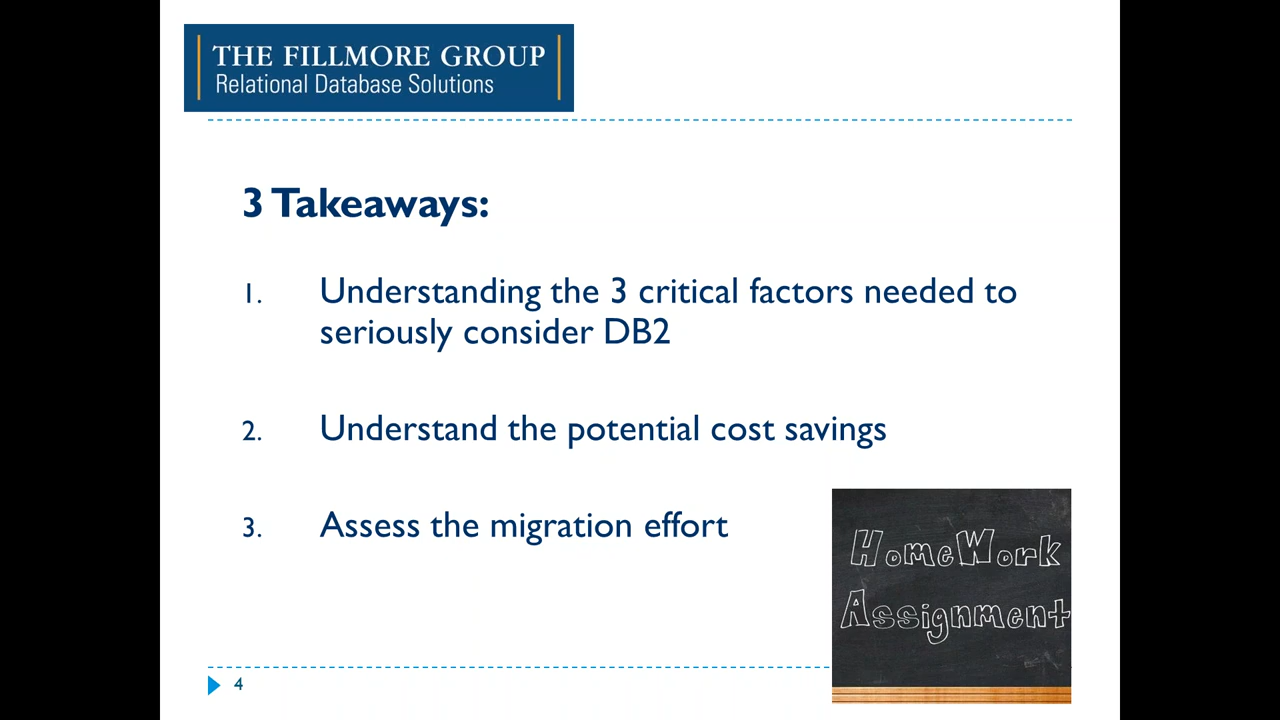 THE FILLMORE GROUP
Relational Database Solutions
3 Takeaways:
1. Understanding the 3 critical factors needed to
seriously consider DB2
2. Understand the potential cost savings
3. Assess the migration effort
HomeWork
Assignment
4